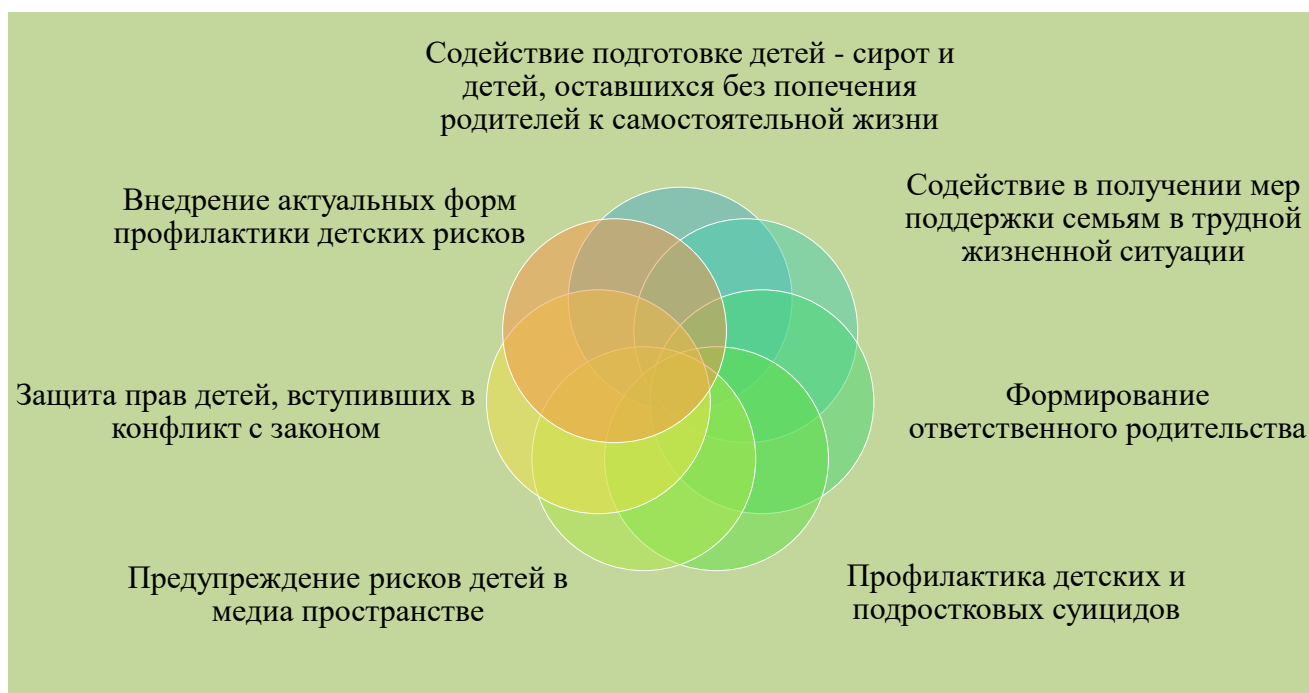 Содействие подготовке детей - сирот и
детей, оставшихся без попечения
родителей к самостоятельной жизни
Содействие в получении мер
поддержки семьям в трудной
жизненной ситуации
Формирование
ответственного родительства
Профилактика детских и
подростковых суицидов
Предупреждение рисков детей в
медиа пространстве
Защита прав детей, вступивших в
конфликт с законом
Внедрение актуальных форм
профилактики детских рисков